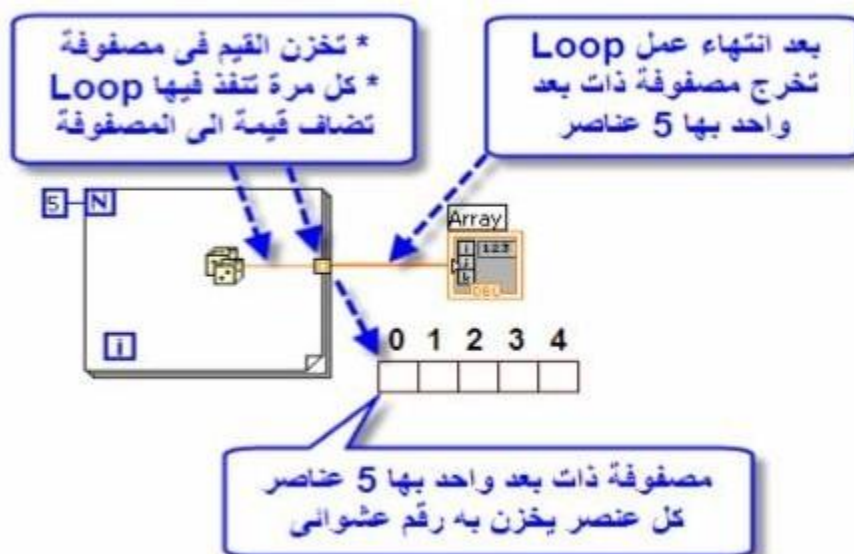 * تخزن القيم فى مصفوفة
* كل مرة تنفذ فيها Loop
تضاف قيمة الى المصفوفة
بعد انتهاء عمل Loop
تخرج مصفوفة ذات بعد
واحد بها 5 عناصر
5 N
i
Array
i 123
j
k
DBL
0 1 2 3 4
مصفوفة ذات بعد واحد بها 5 عناصر
كل عنصر يخزن به رقم عشوائى